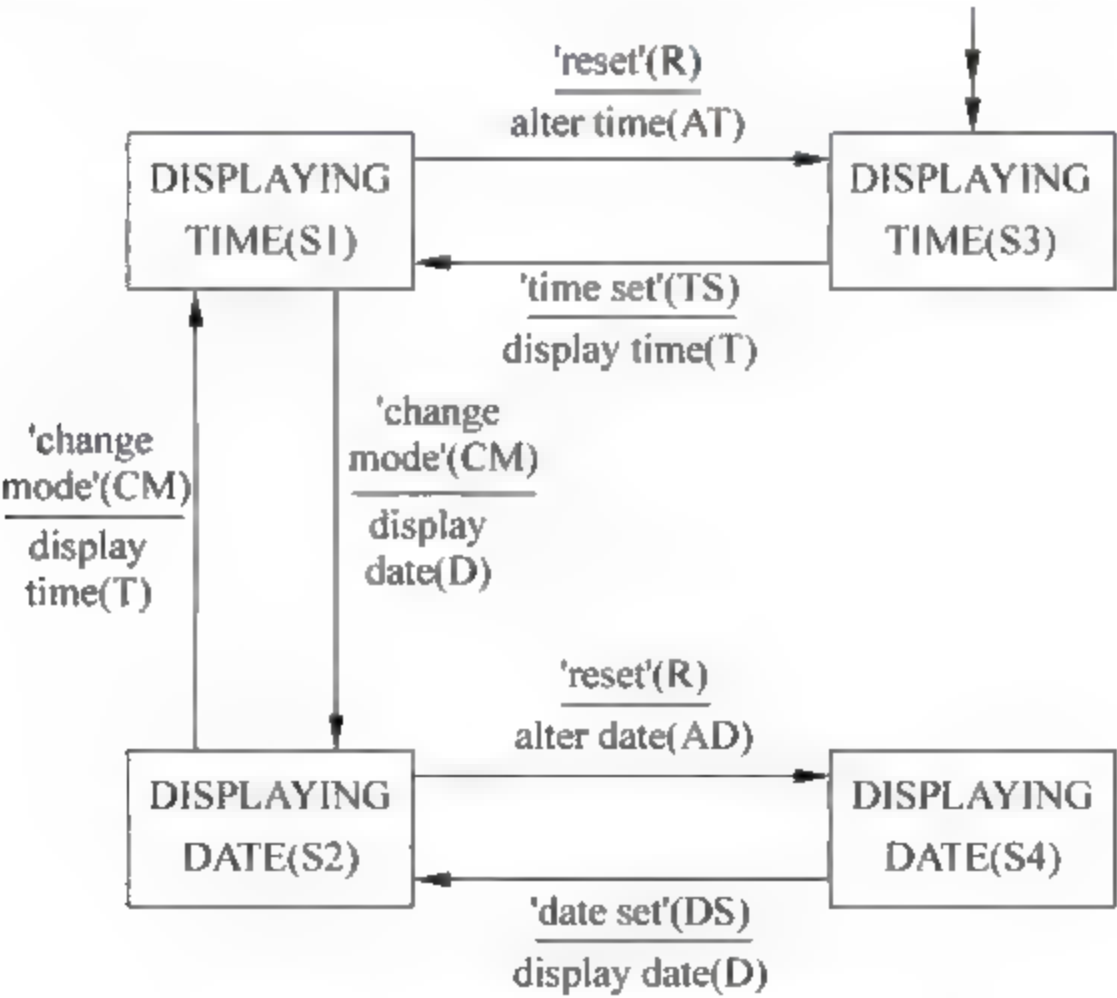 'reset'(R)
alter time(AT)
DISPLAYING
TIME(S1)
DISPLAYING
TIME(S3)
'time set'(TS)
display time(T)
'change
mode'(CM)
display
time(T)
'change
mode'(CM)
display
date(D)
'reset'(R)
alter date(AD)
DISPLAYING
DATE(S2)
DISPLAYING
DATE(S4)
'date set'(DS)
display date(D)